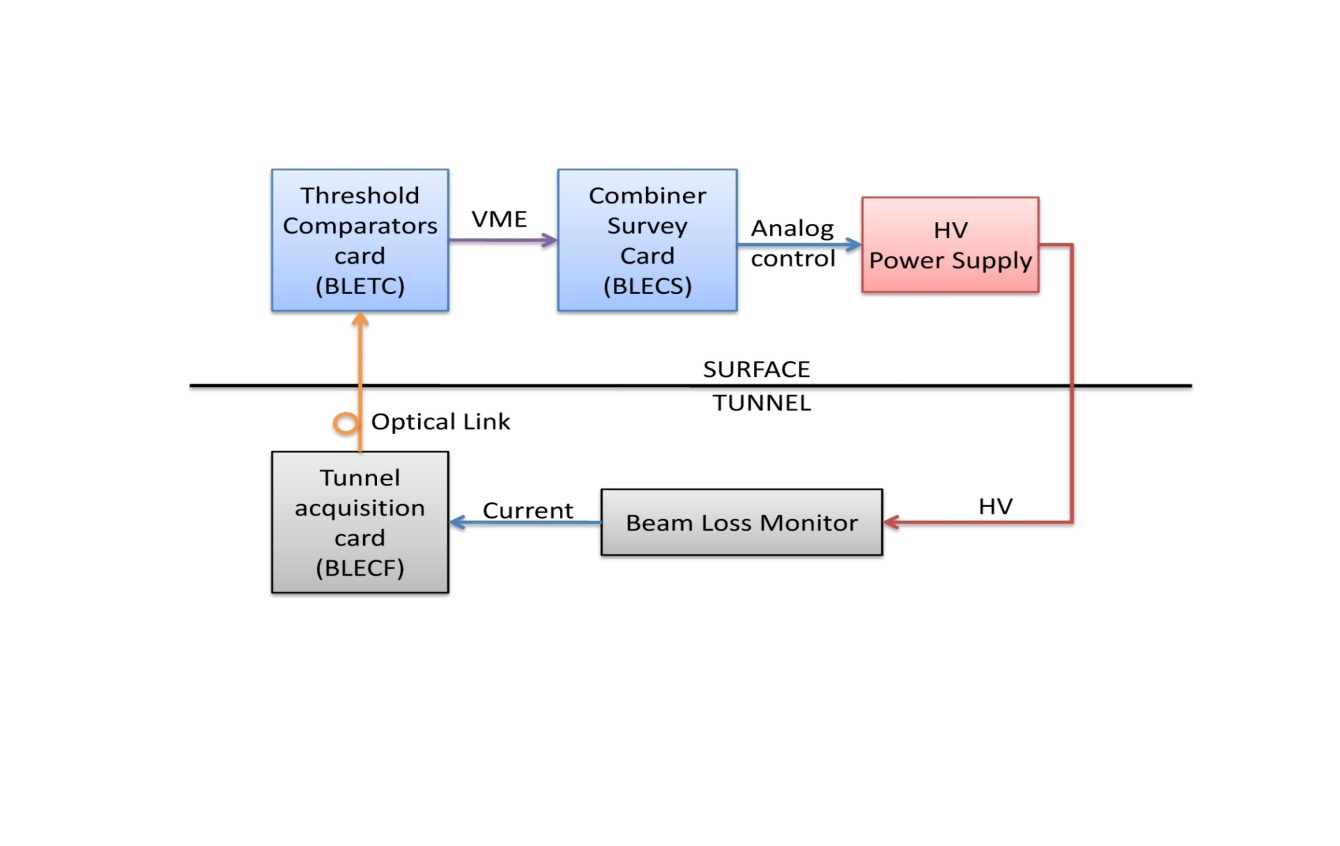 Threshold
Comparators
card
(BLETC)
VME
Combiner
Survey
Card
(BLECS)
Analog
control
HV
Power Supply
SURFACE
TUNNEL
Optical Link
Tunnel
acquisition
card
(BLECF)
Current
Beam Loss Monitor
HV